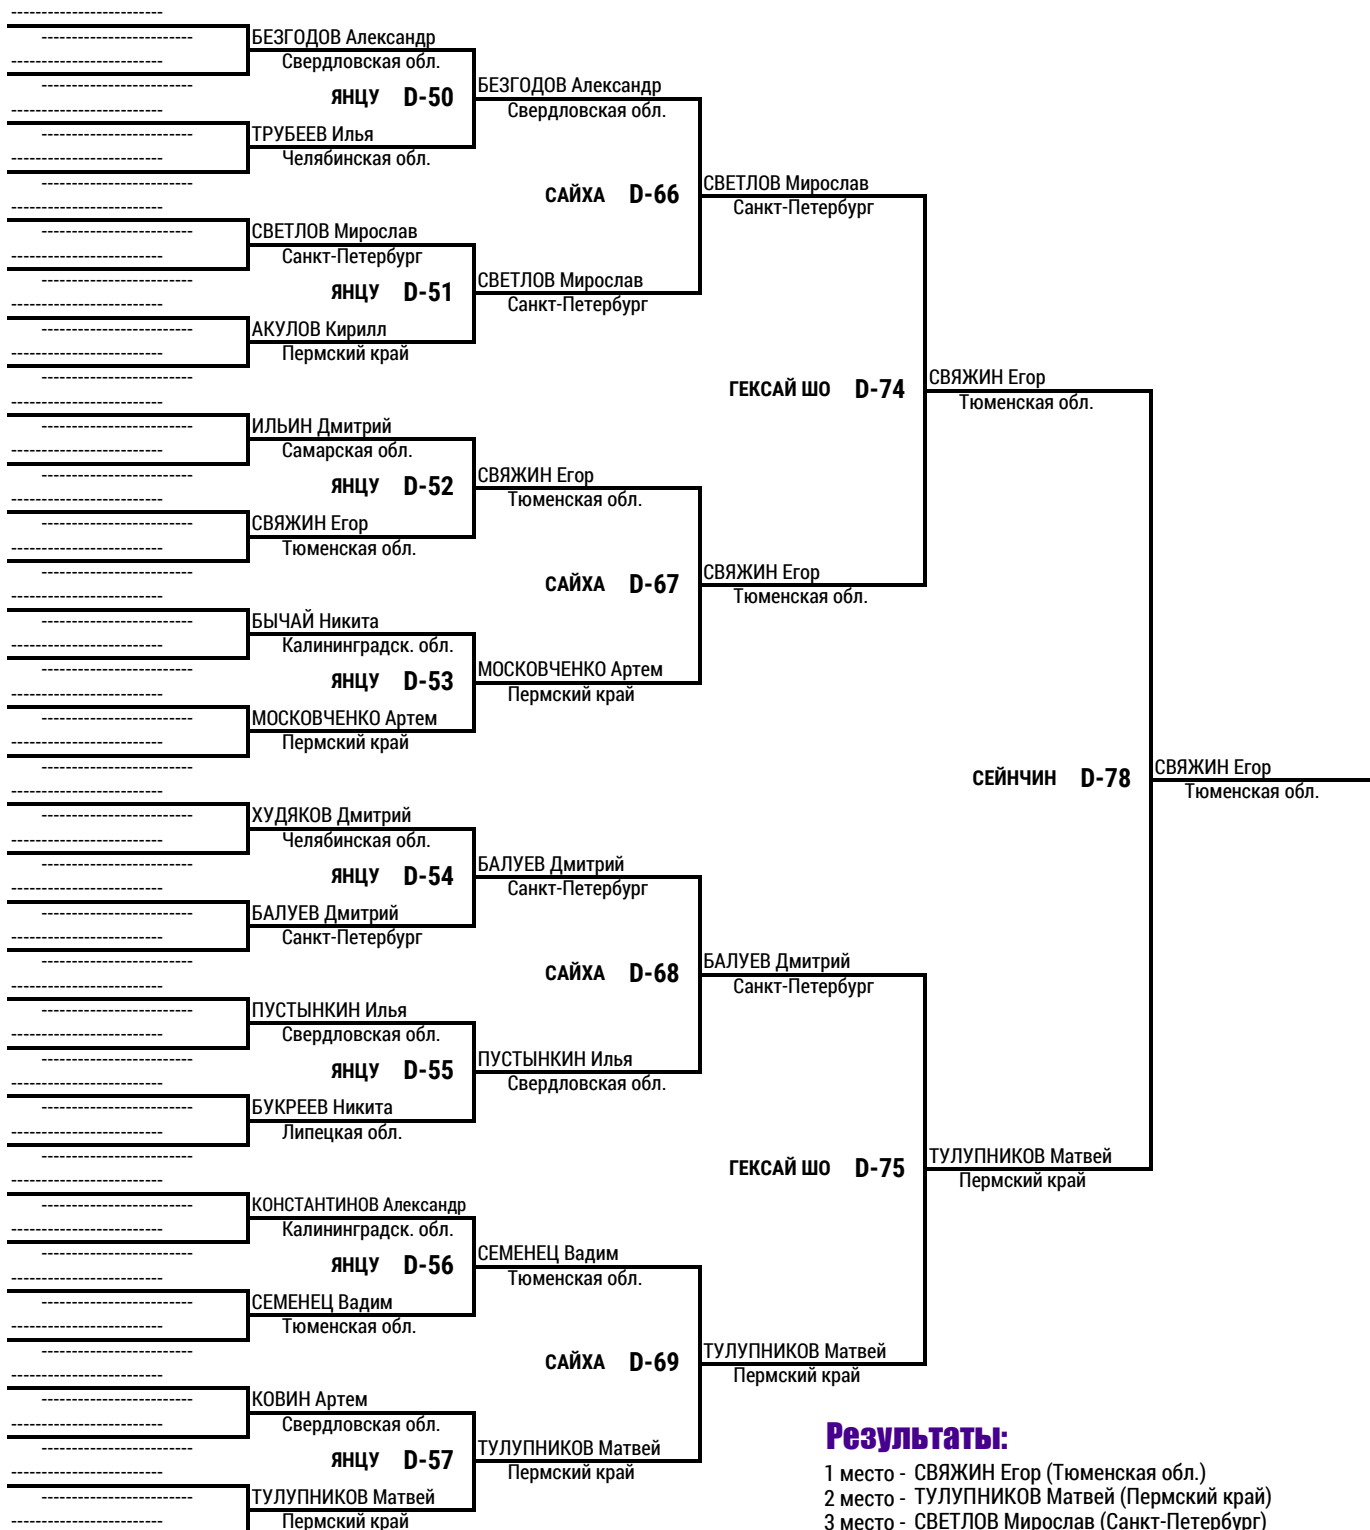 БЕЗГОДОВ Александр
Свердловская обл.
ЯНЦУ D-50
ТРУБЕЕВ Илья
Челябинская обл.
СВЕТЛОВ Мирослав
Санкт-Петербург
ЯНЦУ D-51
АКУЛОВ Кирилл
Пермский край
ИЛЬИН Дмитрий
Самарская обл.
ЯНЦУ D-52
СВЯЖИН Егор
Тюменская обл.
БЫЧАЙ Никита
Калининградск. обл.
ЯНЦУ D-53
МОСКОВЧЕНКО Артем
Пермский край
ХУДЯКОВ Дмитрий
Челябинская обл.
ЯНЦУ D-54
БАЛУЕВ Дмитрий
Санкт-Петербург
ПУСТЫНКИН Илья
Свердловская обл.
ЯНЦУ D-55
БУКРЕЕВ Никита
Липецкая обл.
КОНСТАНТИНОВ Александр
Калининградск. обл.
ЯНЦУ D-56
СЕМЕНЕЦ Вадим
Тюменская обл.
КОВИН Артем
Свердловская обл.
ЯНЦУ D-57
ТУЛУПНИКОВ Матвей
Пермский край
БЕЗГОДОВ Александр
Свердловская обл.
САЙХА D-66
СВЕТЛОВ Мирослав
Санкт-Петербург
СВЯЖИН Егор
Тюменская обл.
САЙХА D-67
МОСКОВЧЕНКО Артем
Пермский край
БАЛУЕВ Дмитрий
Санкт-Петербург
САЙХА D-68
ПУСТЫНКИН Илья
Свердловская обл.
СЕМЕНЕЦ Вадим
Тюменская обл.
САЙХА D-69
ТУЛУПНИКОВ Матвей
Пермский край
СВЕТЛОВ Мирослав
Санкт-Петербург
ГЕКСАЙ ШО D-74
СВЯЖИН Егор
Тюменская обл.
БАЛУЕВ Дмитрий
Санкт-Петербург
ГЕКСАЙ ШО D-75
ТУЛУПНИКОВ Матвей
Пермский край
СВЯЖИН Егор
Тюменская обл.
СЕЙНЧИН D-78
ТУЛУПНИКОВ Матвей
Пермский край
СВЯЖИН Егор
Тюменская обл.
Результаты:
1 место - СВЯЖИН Егор (Тюменская обл.)
2 место - ТУЛУПНИКОВ Матвей (Пермский край)
3 место - СВЕТЛОВ Мирослав (Санкт-Петербург)